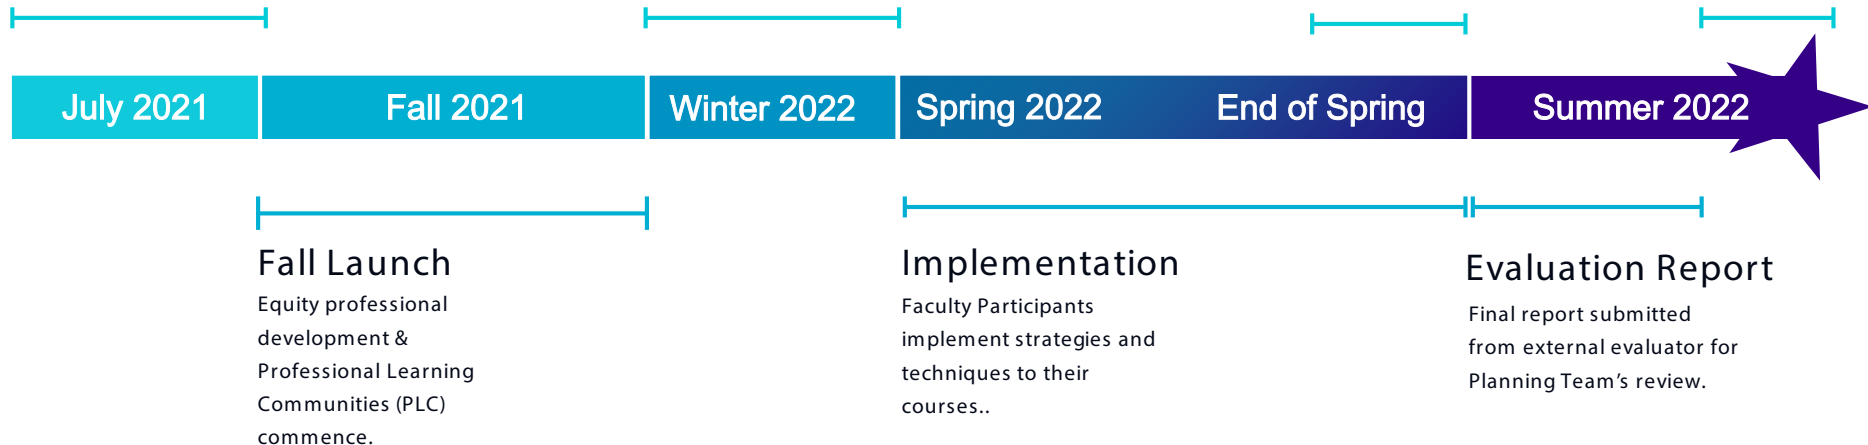 July 2021
Fall 2021
Winter 2022
Spring 2022
End of Spring
Summer 2022
Fall Launch
Equity professional
development &
Professional Learning
Communities (PLC)
commence.
Implementation
Faculty Participants
implement strategies and
techniques to their
courses..
Evaluation Report
Final report submitted
from external evaluator for
Planning Team’s review.